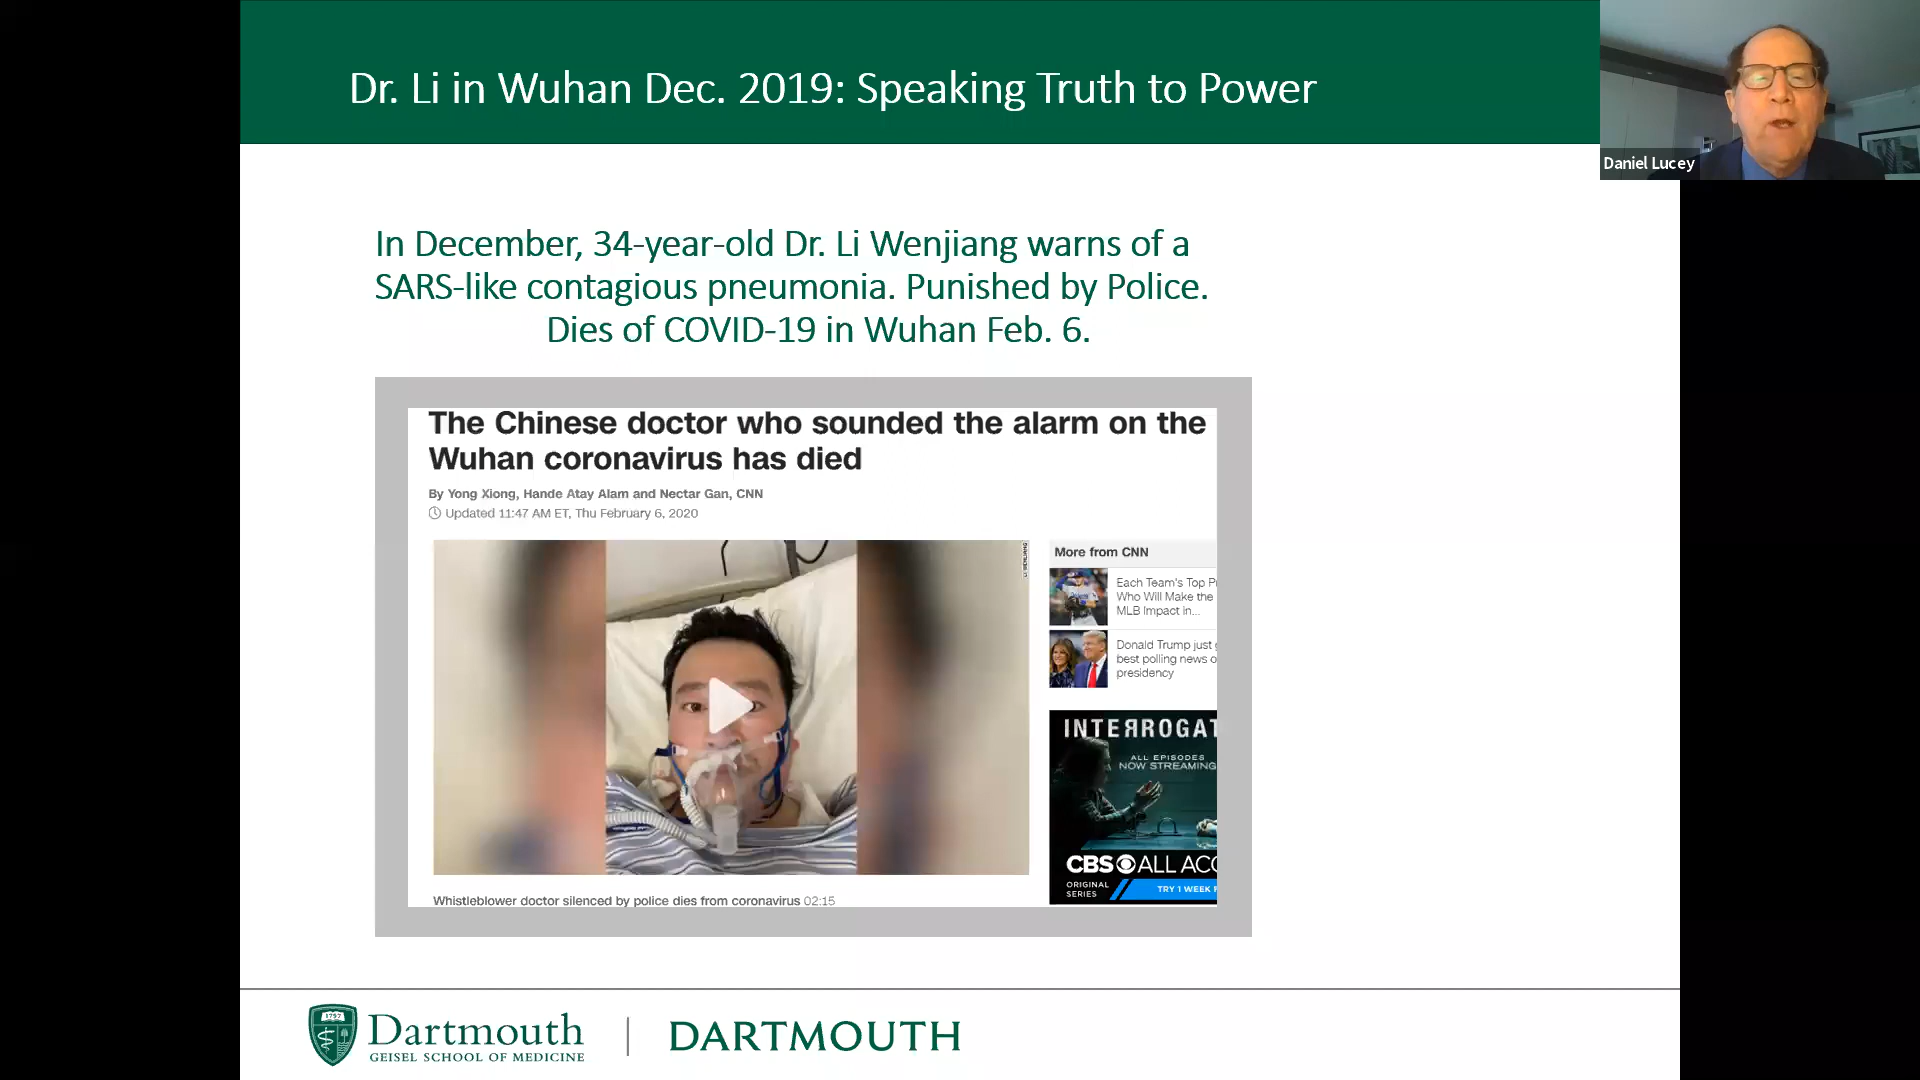 Dr. Li in Wuhan Dec. 2019: Speaking Truth to Power
Daniel Lucey
In December, 34-year-old Dr. Li Wenjiang warns of a
SARS-like contagious pneumonia. Punished by Police.
Dies of COVID-19 in Wuhan Feb. 6.
The Chinese doctor who sounded the alarm on the
Wuhan coronavirus has died
By Yong Xiong, Hande Atay Alam and Nectar Gan, CNN
Updated 11:47 AM ET, Thu February 6, 2020
More from CNN
Each Team's Top P
Who Will Make the
MLB Impact in...
Donald Trump just
best polling news o
presidency
INTERROGAT
ALL EPISODES
NOW STREAMING
CBS ALL ACC
ORIGINAL
SERIES
TRY 1 WEEK F
Whistleblower doctor silenced by police dies from coronavirus 02:15
1797
Dartmouth
GEISEL SCHOOL OF MEDICINE
DARTMOUTH